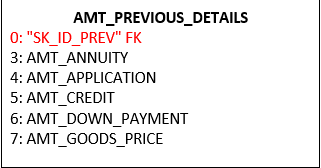 AMT_PREVIOUS_DETAILS
0: "SK_ID_PREV" FK
3: AMT_ANNUITY
4: AMT_APPLICATION
5: AMT_CREDIT
6: AMT_DOWN_PAYMENT
7: AMT_GOODS_PRICE